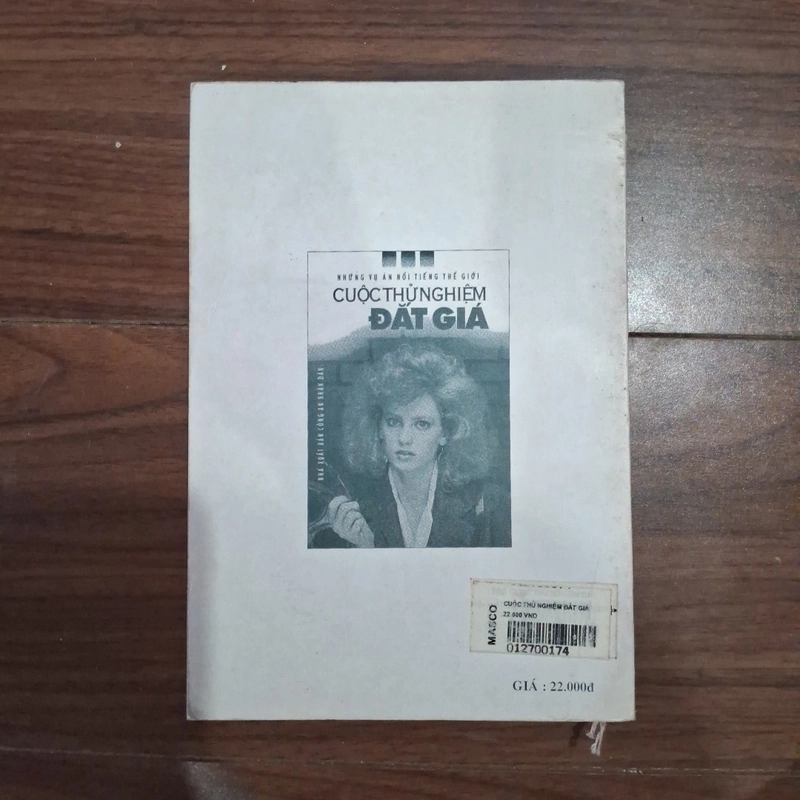 NHỮNG VỤ ÁN NỔI TIẾNG THẾ GIỚI
CUỘC THỬ NGHIỆM
ĐẮT GIÁ
NHÀ XUẤT BẢN CÔNG AN NHÂN DÂN
MASCO
CUỘC THỬ NGHIỆM ĐẮT GIÁ
22.000 VND
012700174
GIÁ : 22.000đ